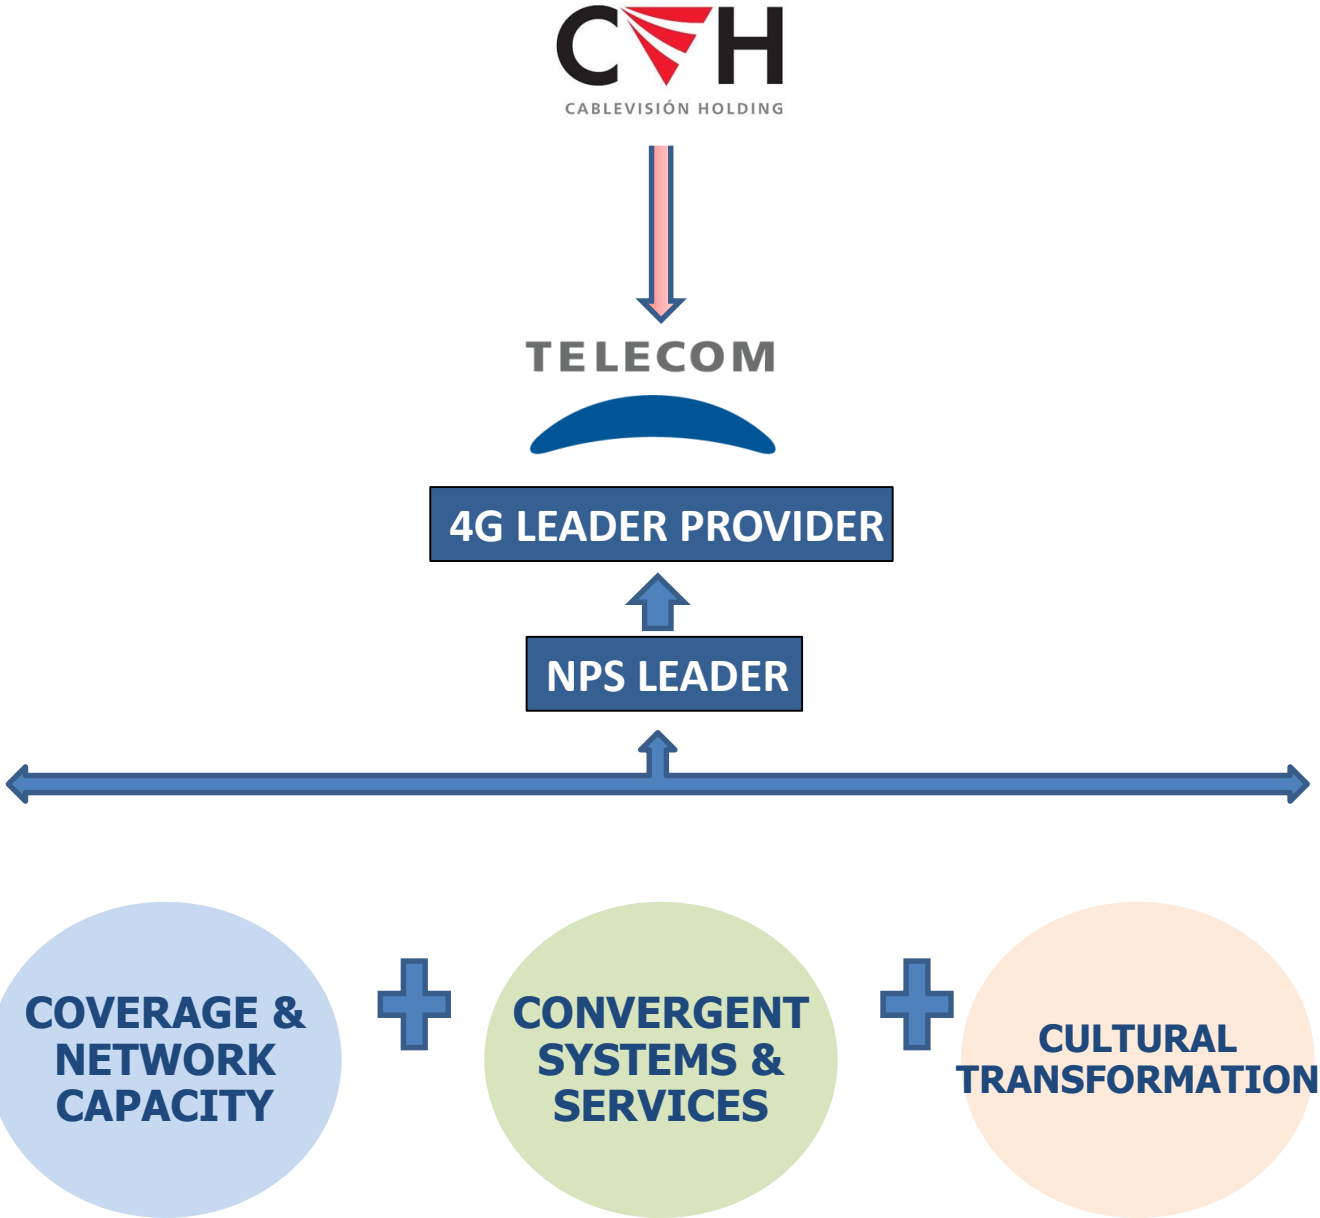 CVH
CABLEVISIÓN HOLDING
TELECOM
4G LEADER PROVIDER
NPS LEADER
COVERAGE &
NETWORK
CAPACITY
CONVERGENT
SYSTEMS &
SERVICES
CULTURAL
TRANSFORMATION